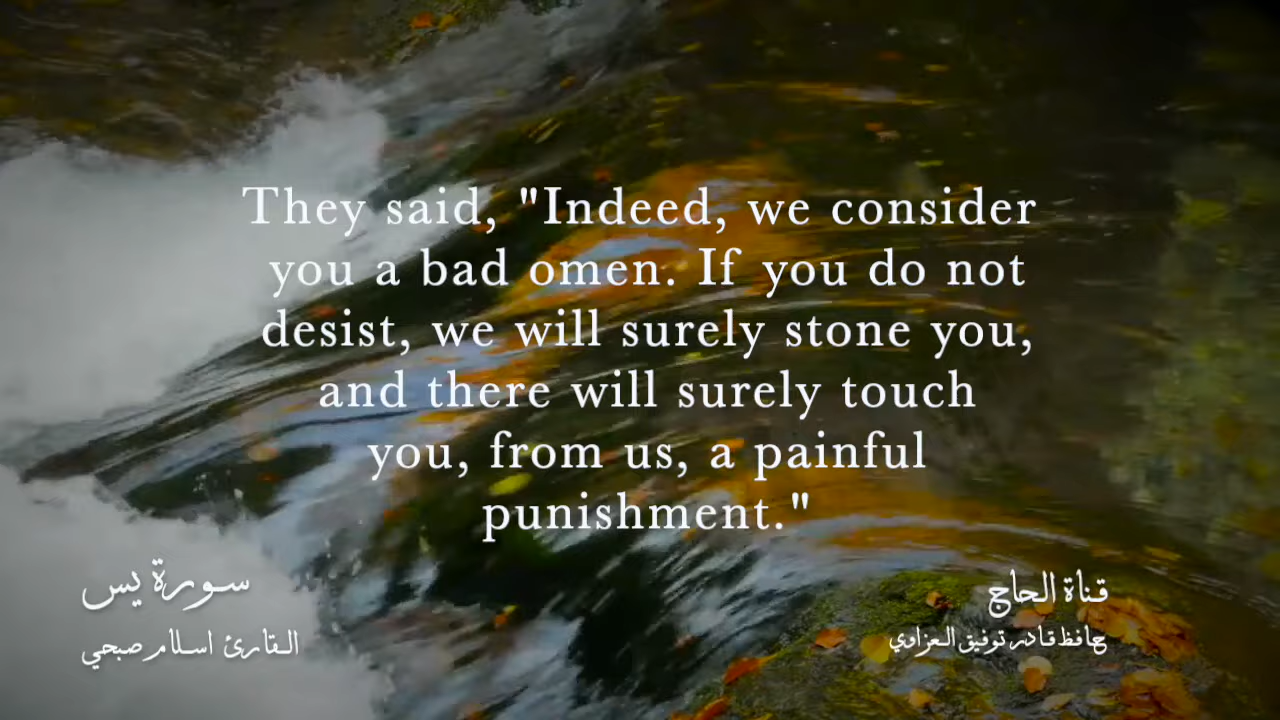 They said, "Indeed, we consider
you a bad omen. If you do not
desist, we will surely stone you,
and there will surely touch
you, from us, a painful
punishment."
سورة يس
القارئ اسلام صبحي
قناة الحاج
حافظ قادر توفيق العزاوي